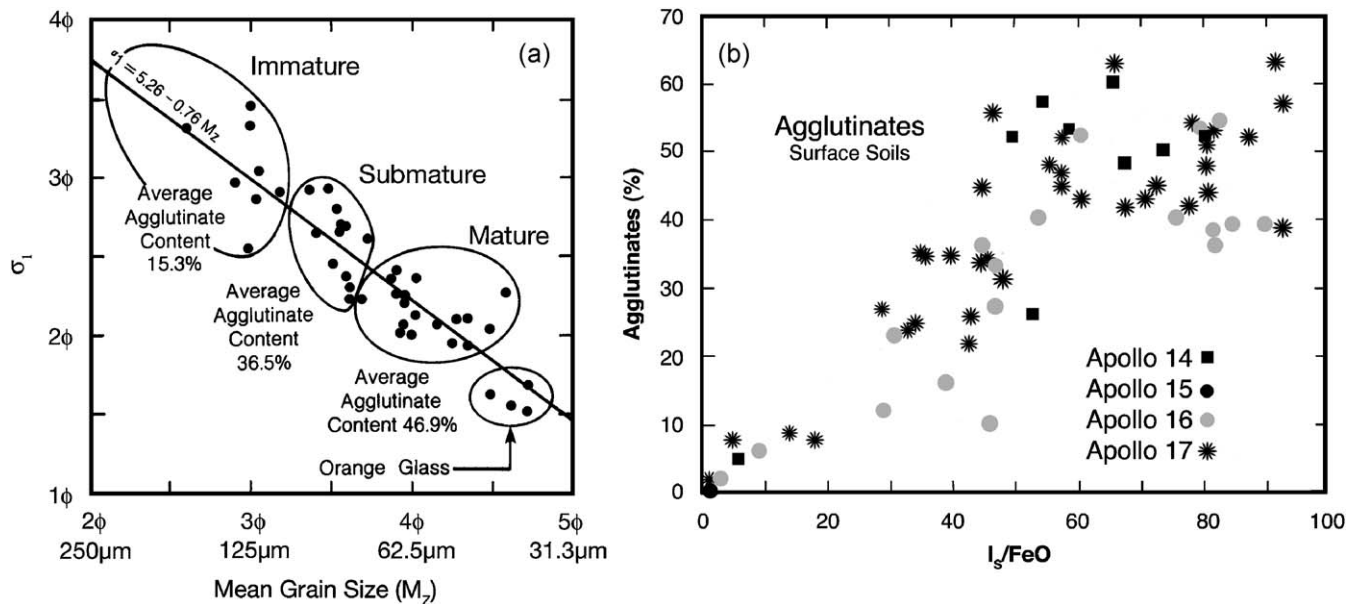 (a)
4ϕ
3ϕ
2ϕ
1ϕ
σ₁
σ1 = 5.26 – 0.76 Mz
Immature
Average
Agglutinate
Content
15.3%
Submature
Average
Agglutinate
Content
36.5%
Mature
Average
Agglutinate
Content 46.9%
Orange Glass
2ϕ 3ϕ 4ϕ 5ϕ
250µm 125µm 62.5µm 31.3µm
Mean Grain Size (M_Z)
(b)
70
60
50
40
30
20
10
0
Agglutinates (%)
Agglutinates
Surface Soils
Apollo 14
Apollo 15
Apollo 16
Apollo 17
0 20 40 60 80 100
Iₛ/FeO